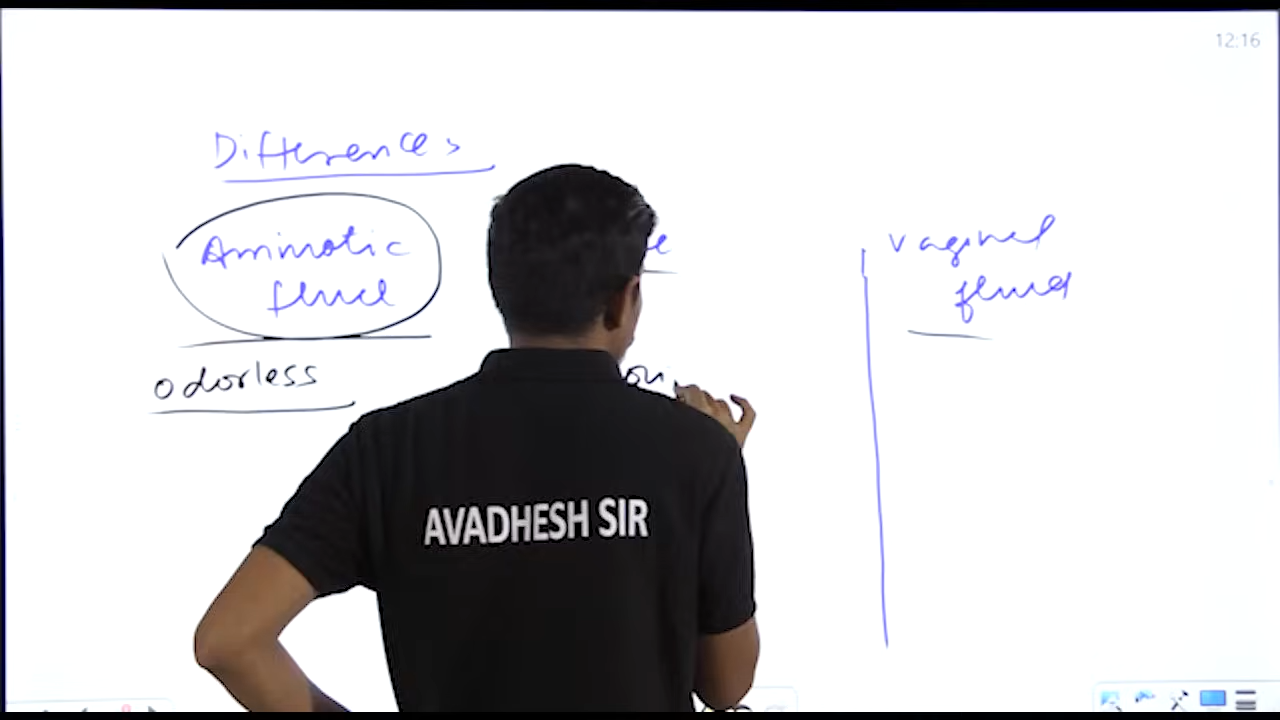 12:16
Differences
Amniotic
fluid
vaginal
fluid
odorless
AVADHESH SIR